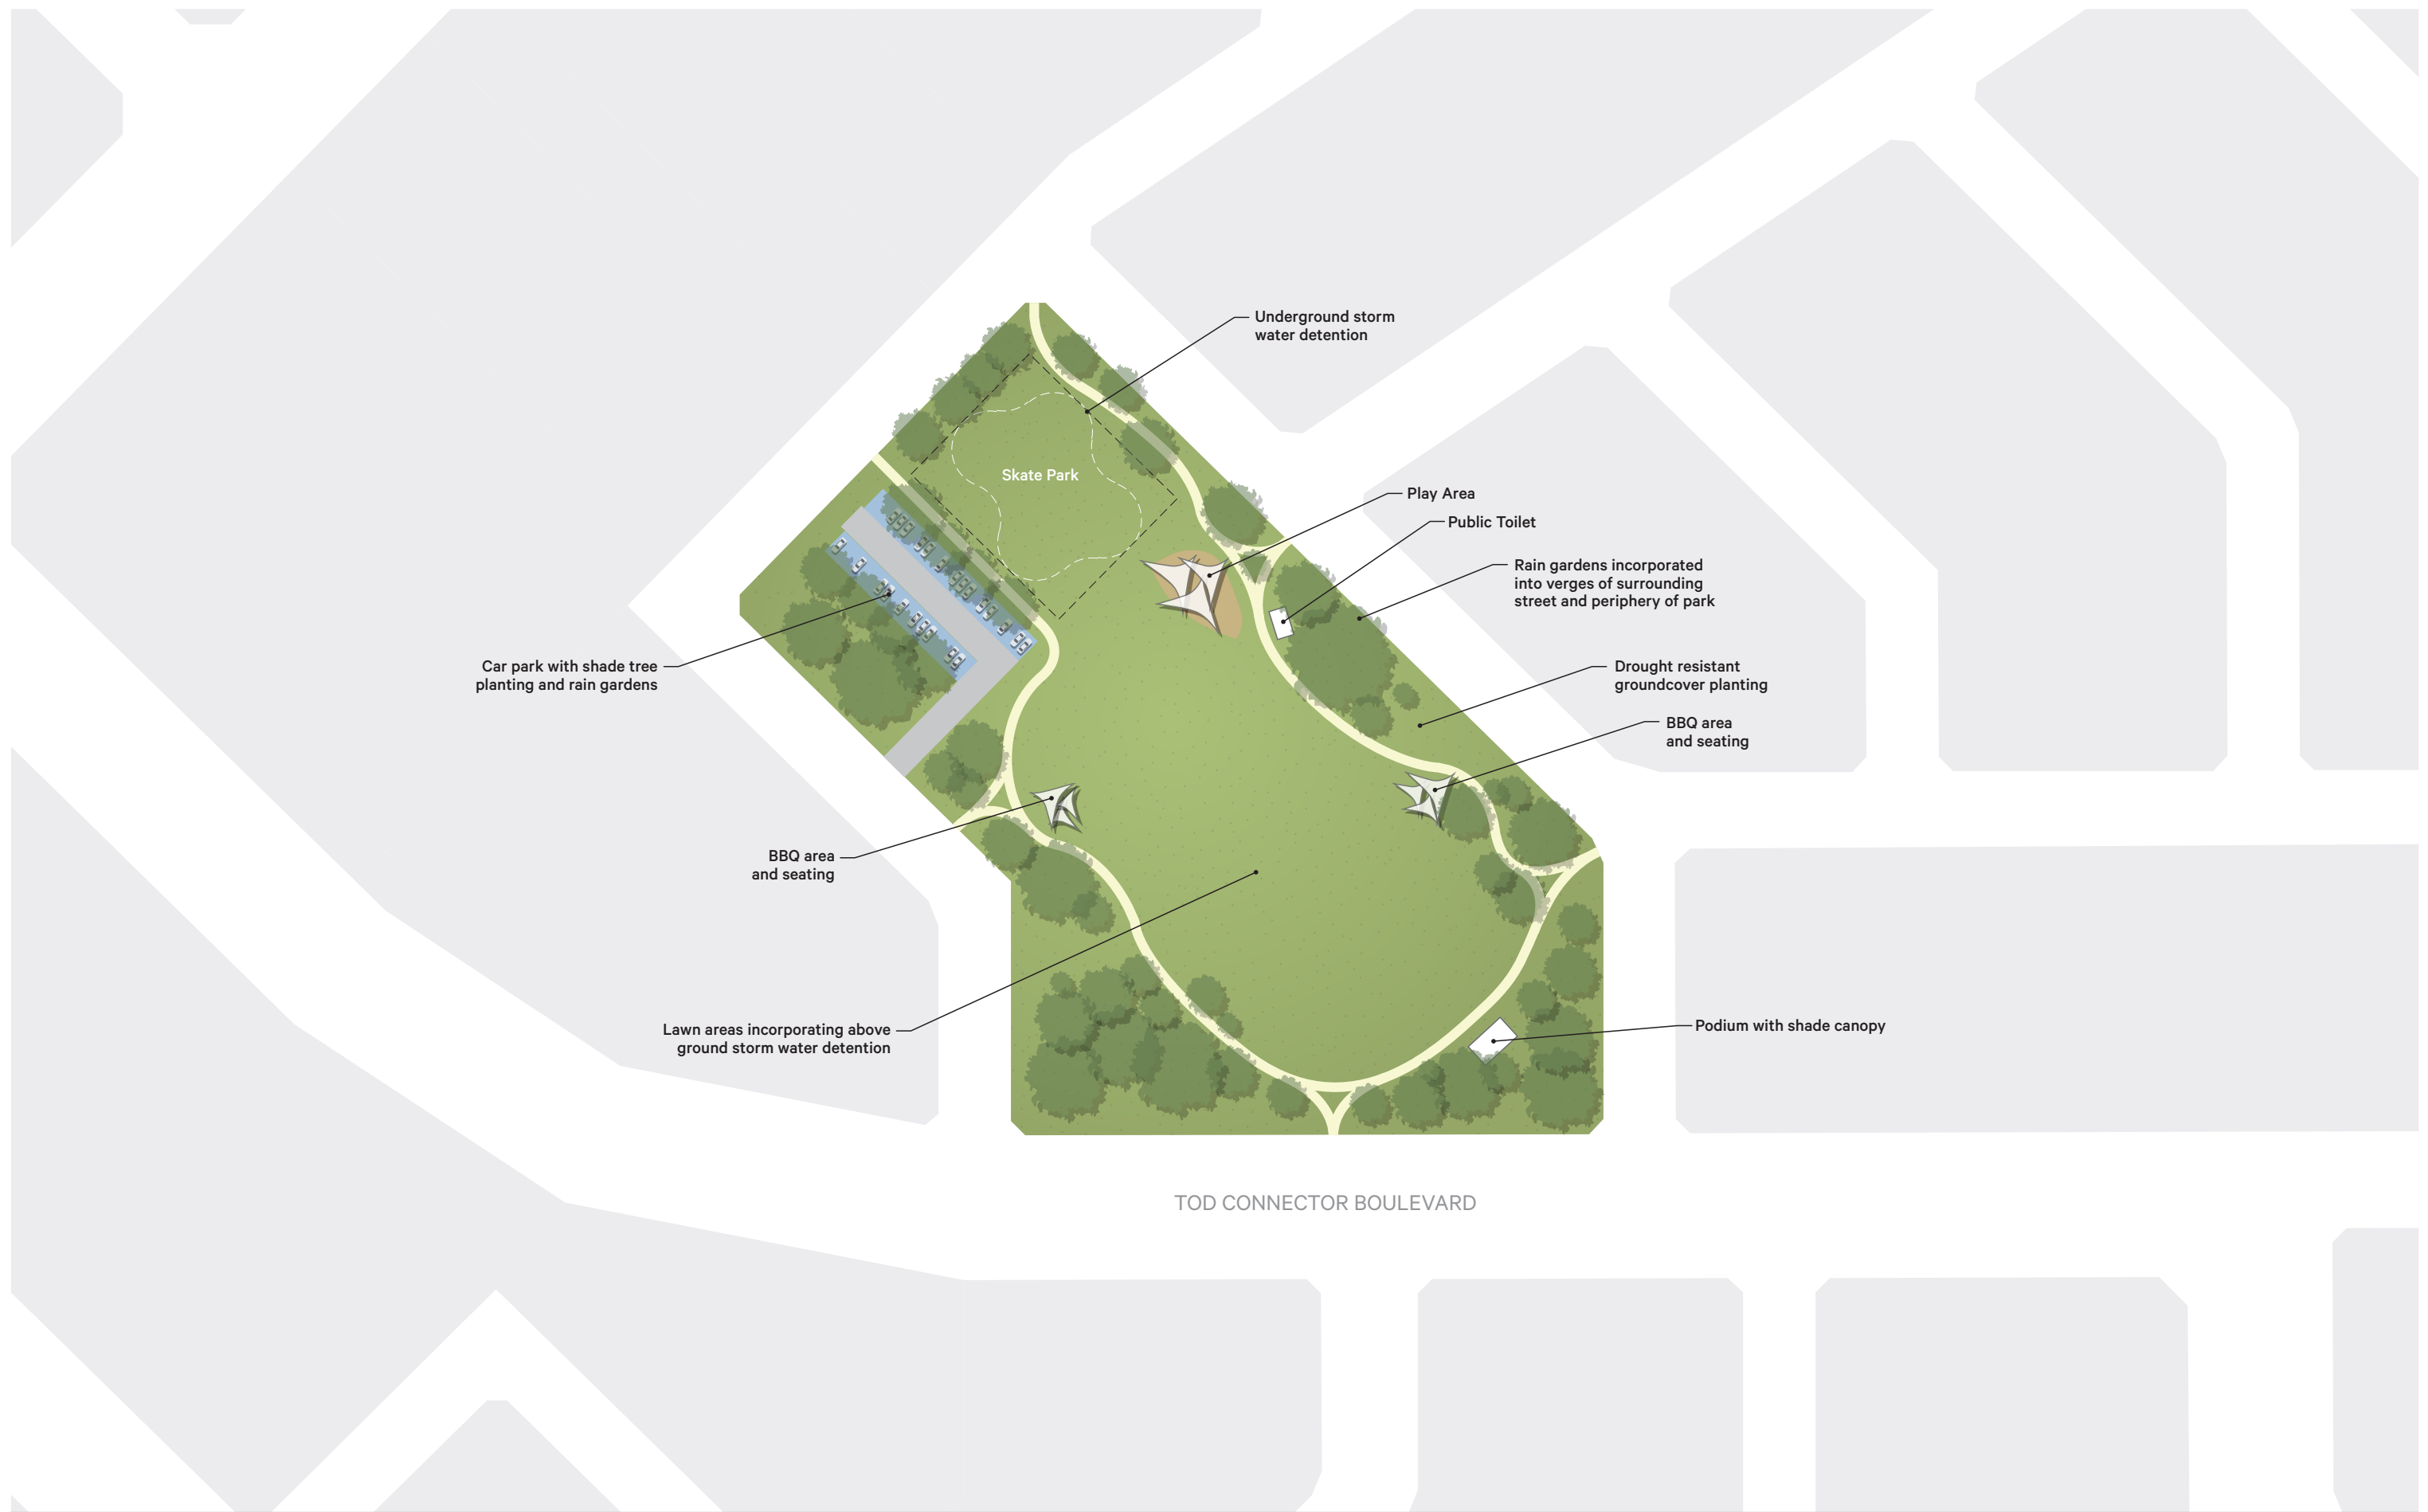 Underground storm
water detention
Skate Park
Play Area
Public Toilet
Rain gardens incorporated
into verges of surrounding
street and periphery of park
Car park with shade tree
planting and rain gardens
Drought resistant
groundcover planting
BBQ area
and seating
BBQ area
and seating
Lawn areas incorporating above
ground storm water detention
Podium with shade canopy
TOD CONNECTOR BOULEVARD